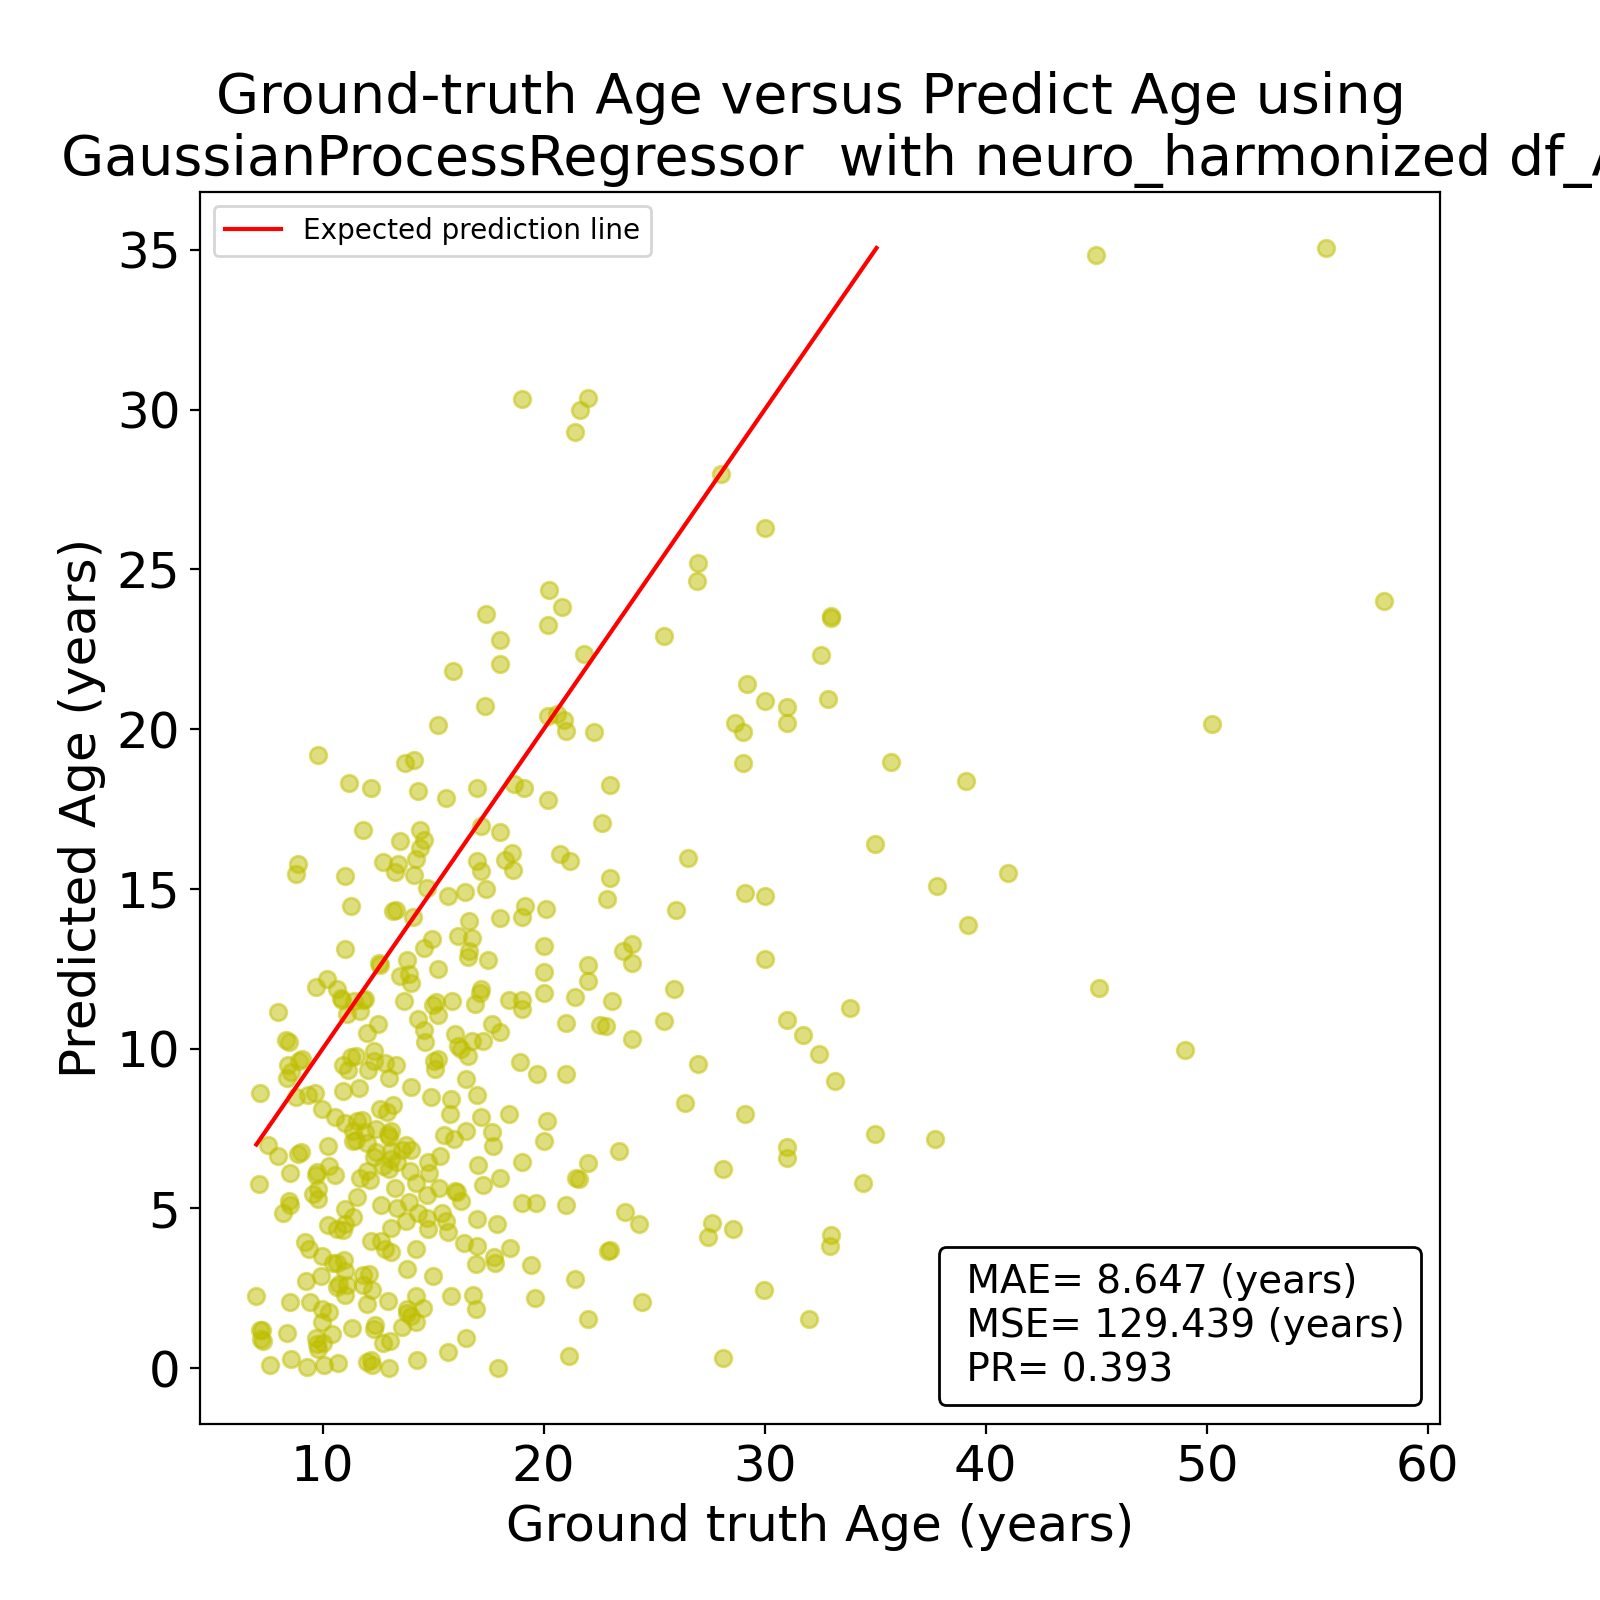 Ground-truth Age versus Predict Age using
GaussianProcessRegressor with neuro_harmonized df_
Expected prediction line
Predicted Age (years)
35
30
25
20
15
10
5
0
MAE= 8.647 (years)
MSE= 129.439 (years)
PR= 0.393
10 20 30 40 50 60
Ground truth Age (years)